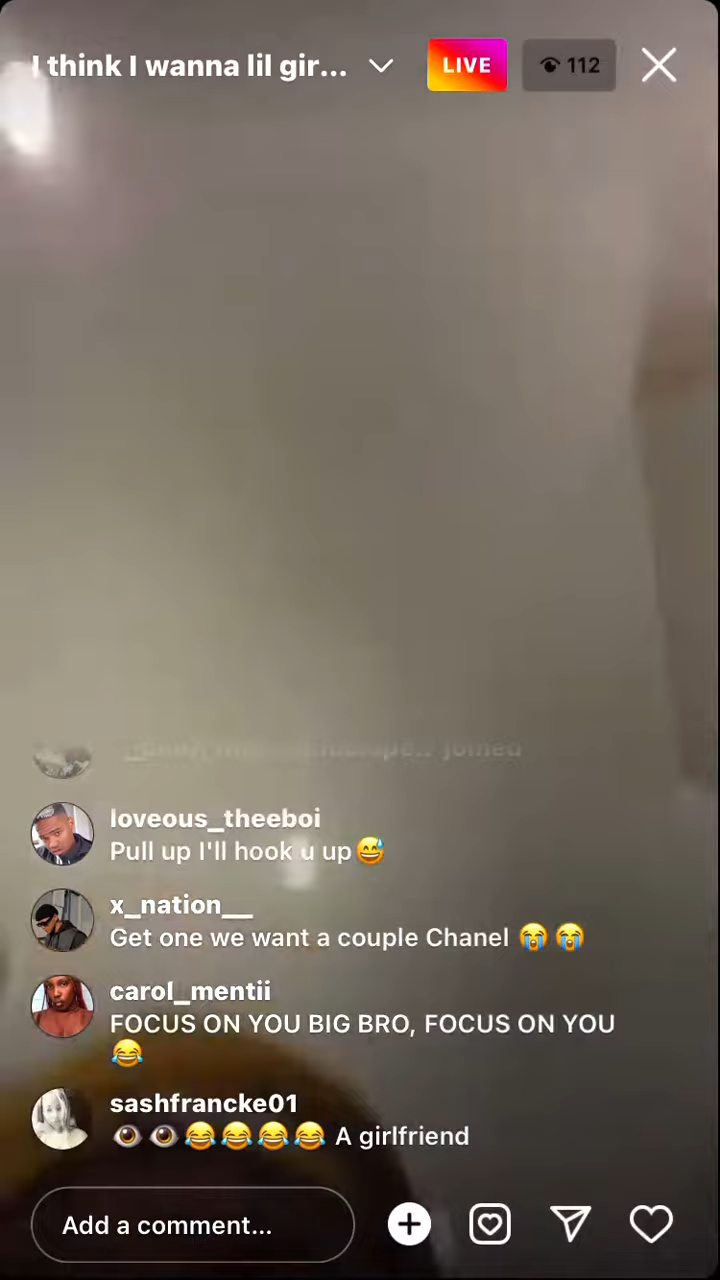 I think I wanna lil gir...
LIVE
112
joined
loveous_theeboi
Pull up I'll hook u up😅
x_nation__
Get one we want a couple Chanel 😭 😭
carol_mentii
FOCUS ON YOU BIG BRO, FOCUS ON YOU
😂
sashfrancke01
👁️ 👁️ 😂 😂 😂 😂 A girlfriend
Add a comment...